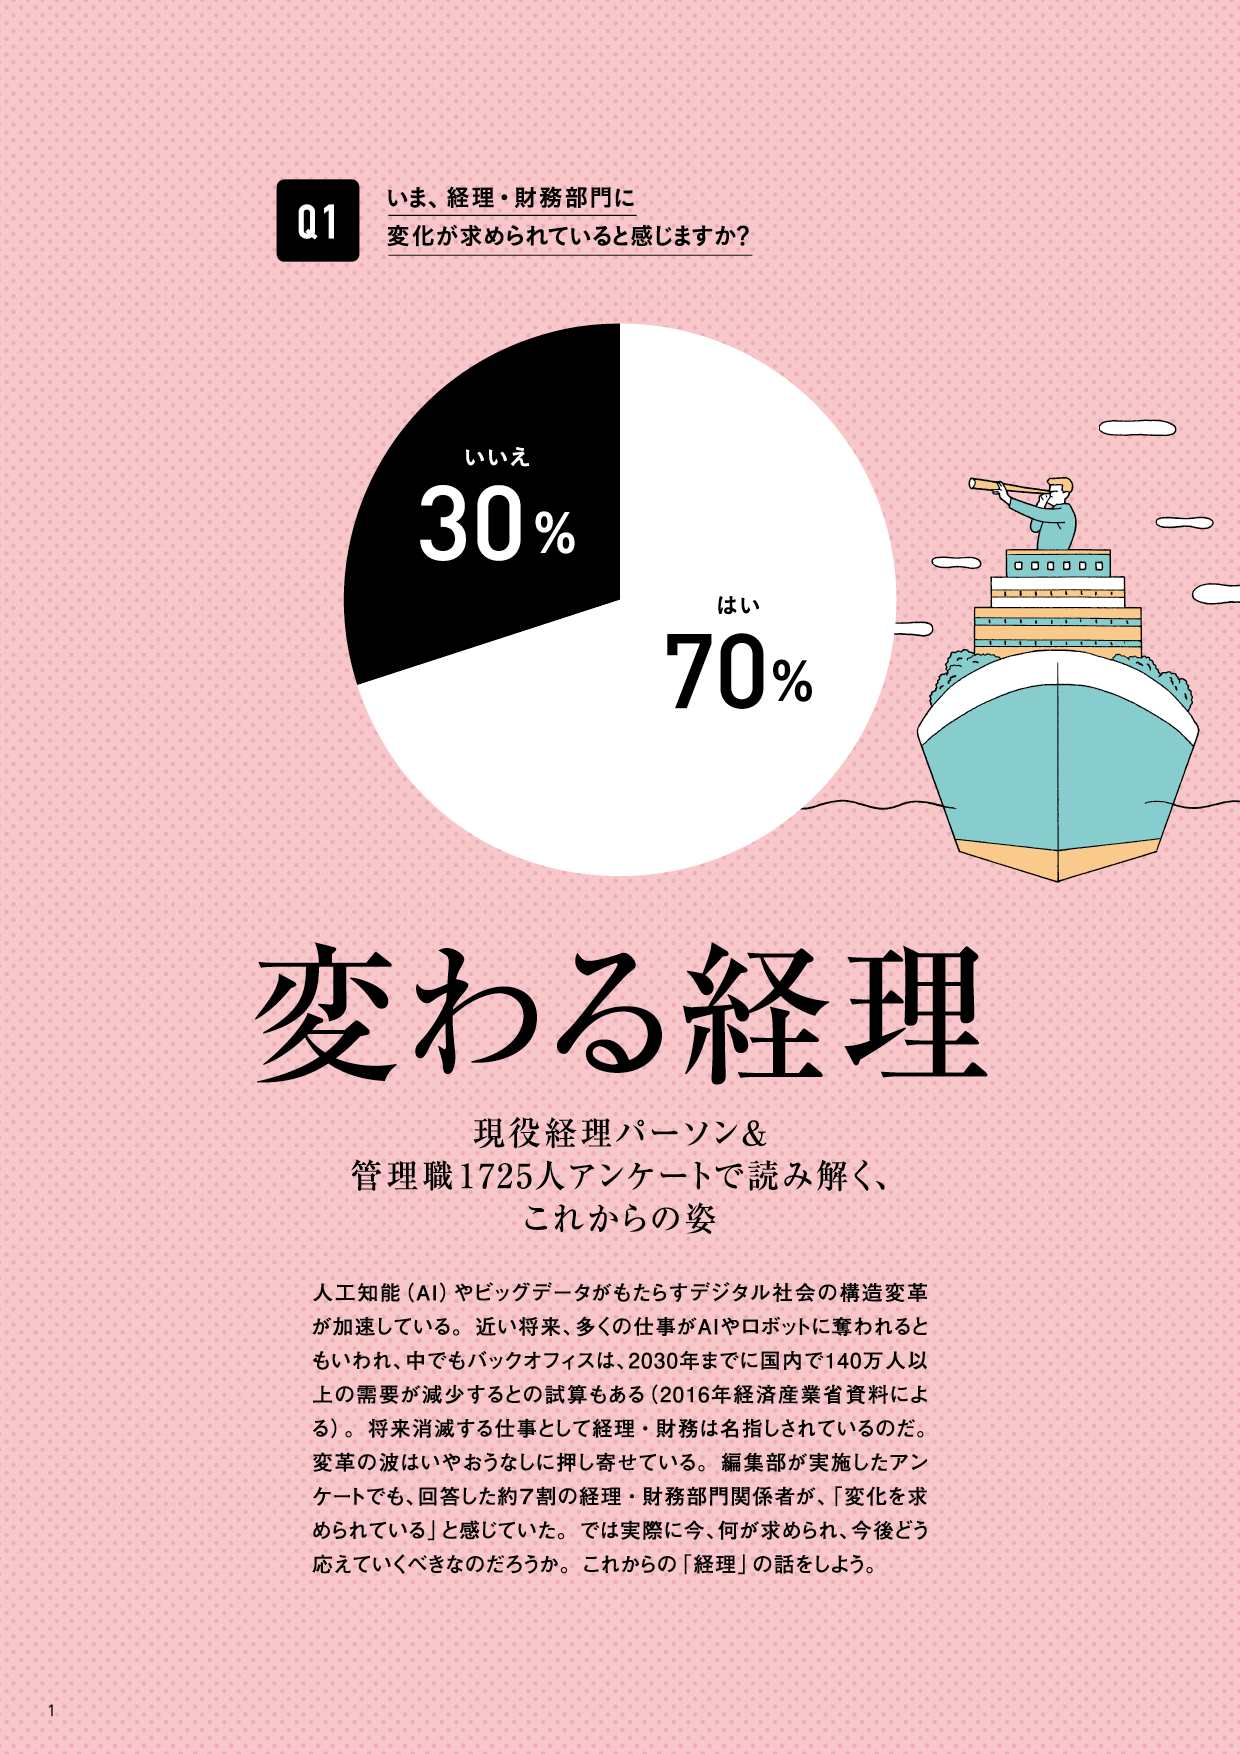 Q1
いま、経理・財務部門に
変化が求められていると感じますか?
いいえ
30%
はい
70%
変わる経理
現役経理パーソン&
管理職1725人アンケートで読み解く、
これからの姿
人工知能（AI）やビッグデータがもたらすデジタル社会の構造変革
が加速している。近い将来、多くの仕事がAIやロボットに奪われると
もいわれ、中でもバックオフィスは、2030年までに国内で140万人以
上の需要が減少するとの試算もある（2016年経済産業省資料によ
る）。将来消滅する仕事として経理・財務は名指しされているのだ。
変革の波はいやおうなしに押し寄せている。編集部が実施したアン
ケートでも、回答した約7割の経理・財務部門関係者が、「変化を求
められている」と感じていた。では実際に今、何が求められ、今後どう
応えていくべきなのだろうか。これからの「経理」の話をしよう。
1